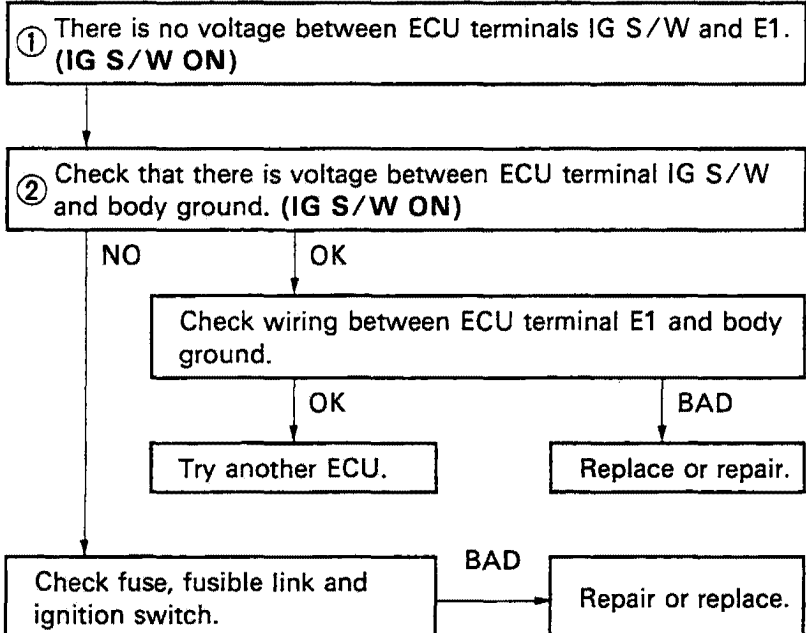 ① There is no voltage between ECU terminals IG S/W and E1.
(IG S/W ON)
② Check that there is voltage between ECU terminal IG S/W
and body ground. (IG S/W ON)
NO
OK
Check wiring between ECU terminal E1 and body
ground.
OK
BAD
Try another ECU.
Replace or repair.
Check fuse, fusible link and
ignition switch.
BAD
Repair or replace.